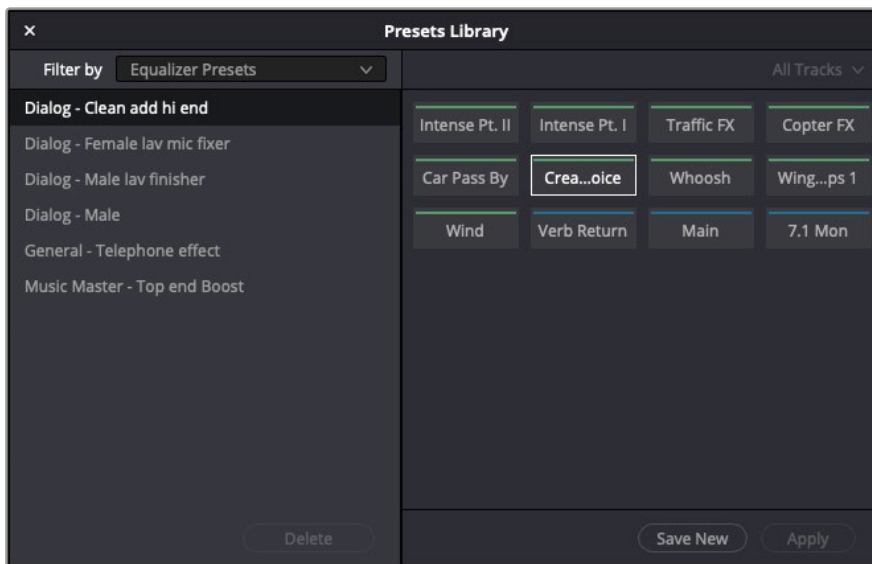 × Presets Library
Filter by Equalizer Presets
All Tracks
Dialog - Clean add hi end
Dialog - Female lav mic fixer
Dialog - Male lav finisher
Dialog - Male
General - Telephone effect
Music Master - Top end Boost
Delete
Intense Pt. II Intense Pt. I Traffic FX Copter FX
Car Pass By Crea...oice Whoosh Wing...ps 1
Wind Verb Return Main 7.1 Mon
Save New Apply